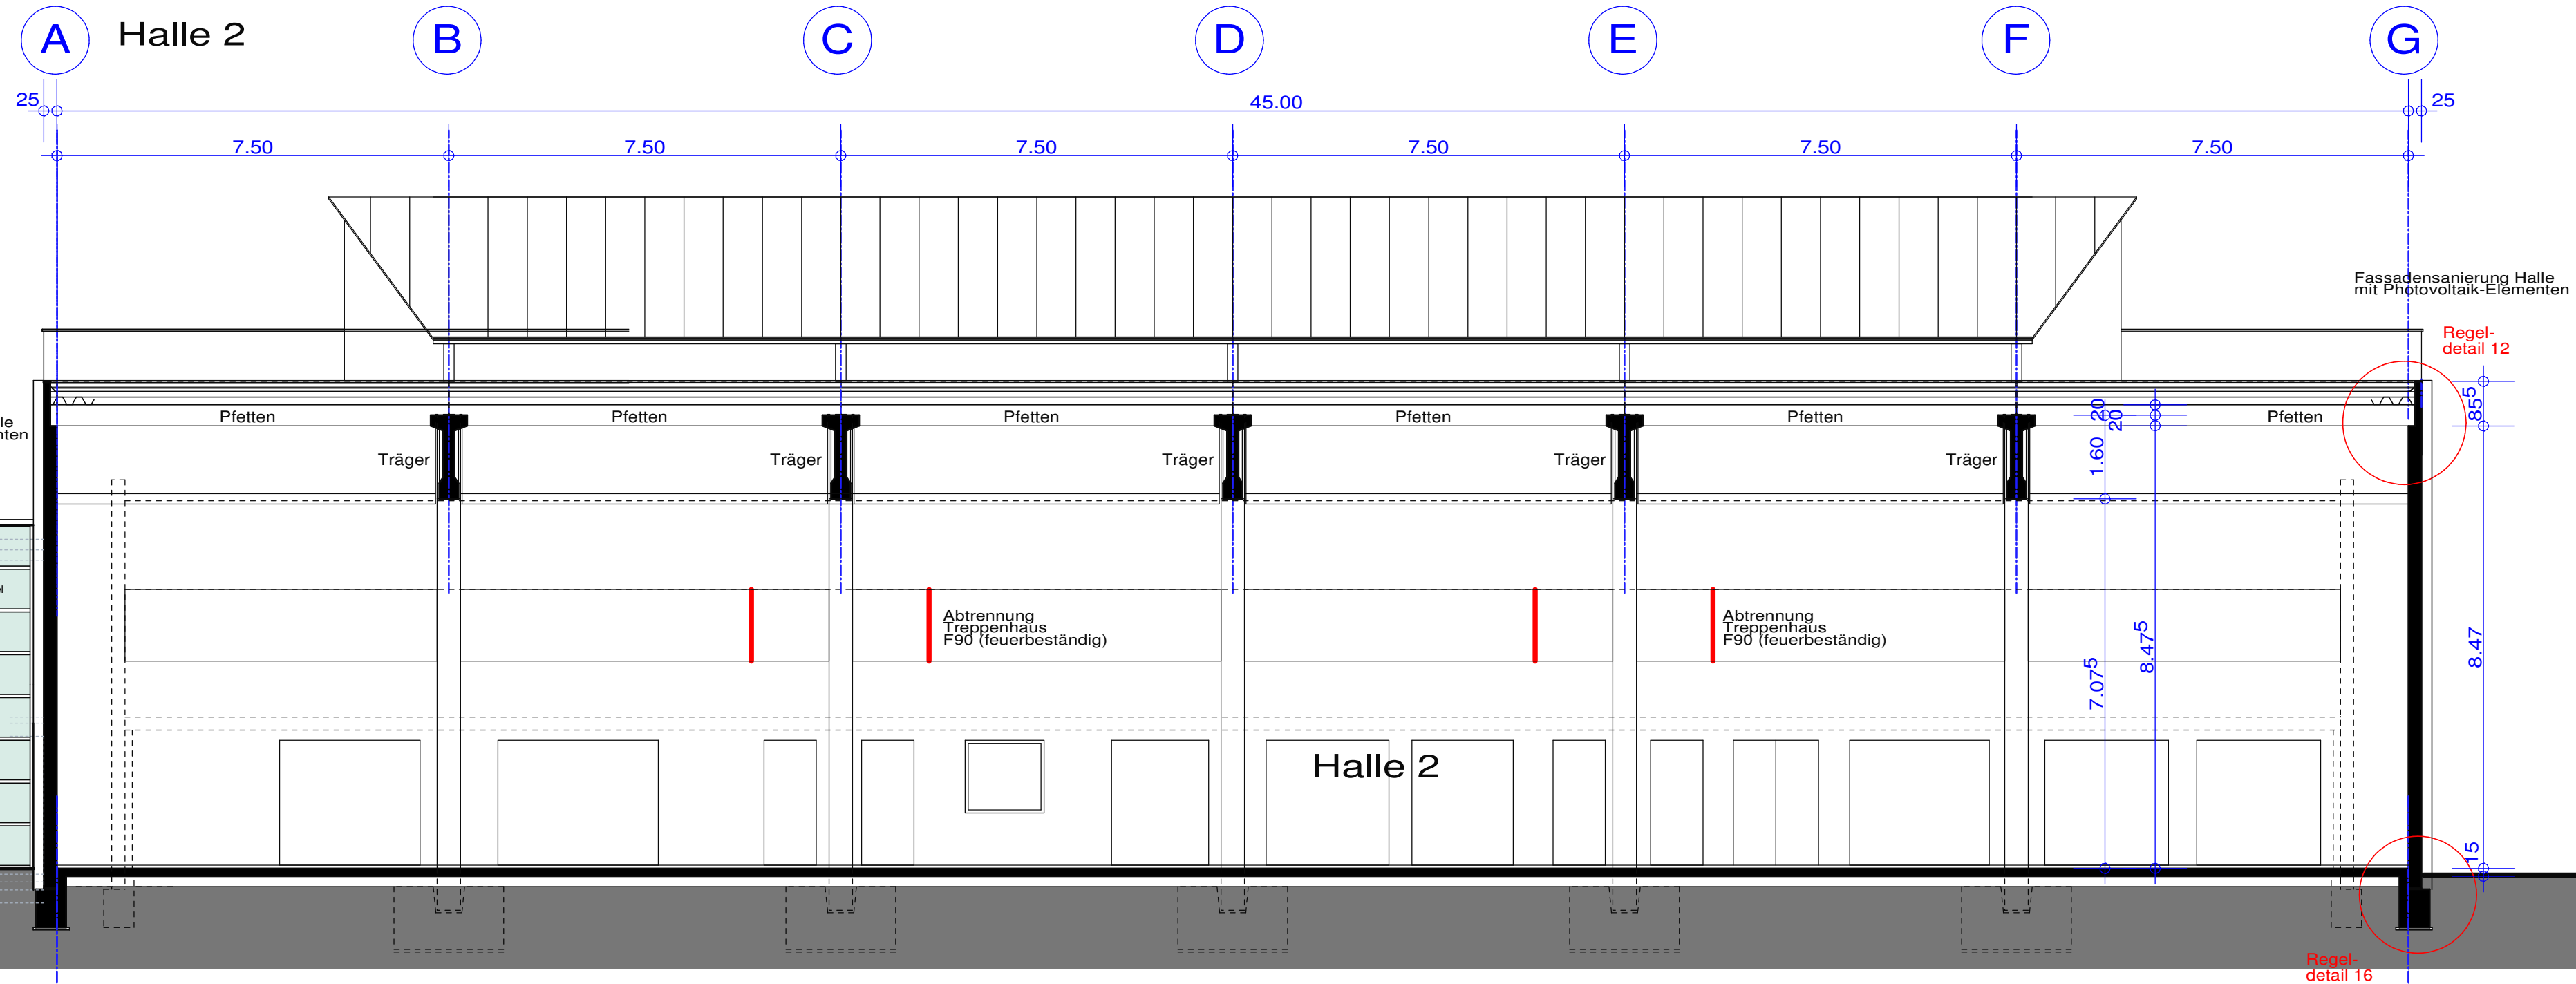 A
Halle 2
B
C
D
E
F
G
25
45.00
25
7.50
7.50
7.50
7.50
7.50
7.50
Fassadensanierung Halle
mit Photovoltaik-Elementen
Regel-
detail 12
le
nten
Pfetten
Pfetten
Pfetten
Pfetten
Pfetten
Pfetten
20
20
85⁵
Träger
Träger
Träger
Träger
Träger
1.60
Abtrennung
Treppenhaus
F90 (feuerbeständig)
Abtrennung
Treppenhaus
F90 (feuerbeständig)
7.07⁵
8.47⁵
8.47
Halle 2
15
Regel-
detail 16